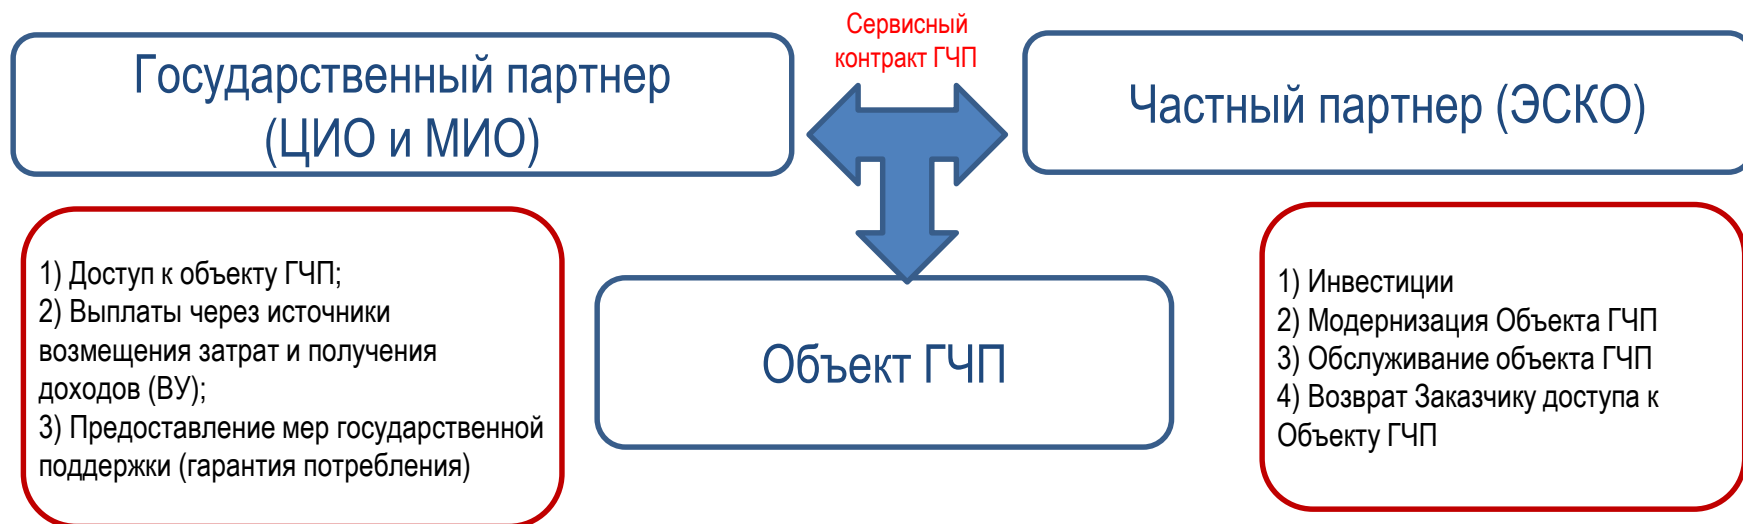 Сервисный
контракт ГЧП
Государственный партнер
(ЦИО и МИО)
Частный партнер (ЭСКО)
1) Доступ к объекту ГЧП;
2) Выплаты через источники
возмещения затрат и получения
доходов (ВУ);
3) Предоставление мер государственной
поддержки (гарантия потребления)
Объект ГЧП
1) Инвестиции
2) Модернизация Объекта ГЧП
3) Обслуживание объекта ГЧП
4) Возврат Заказчику доступа к
Объекту ГЧП